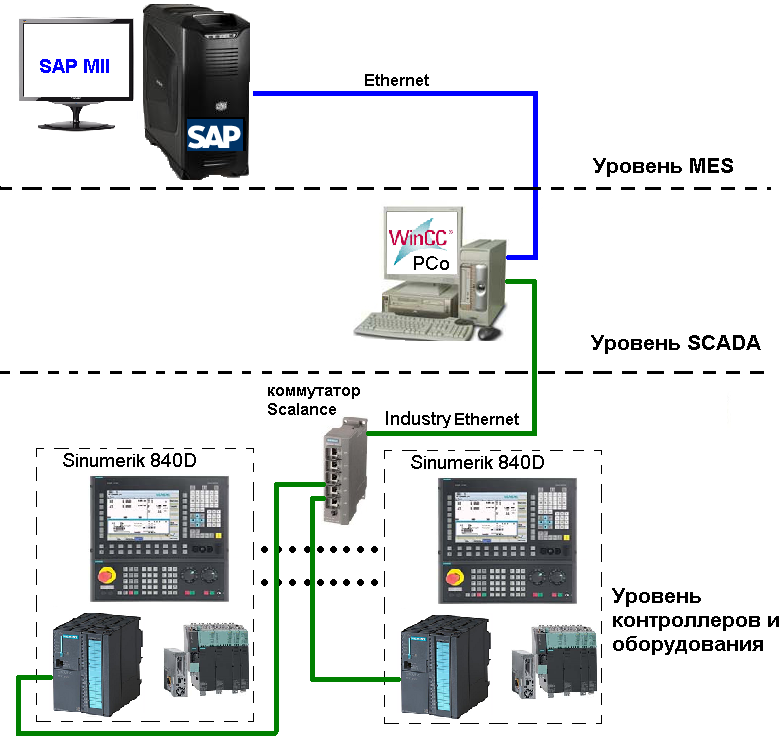 SAP MII
SAP
Ethernet
Уровень MES
WinCC®
PCo
Уровень SCADA
коммутатор
Scalance
Industry Ethernet
Sinumerik 840D
Sinumerik 840D
Уровень
контроллеров и
оборудования